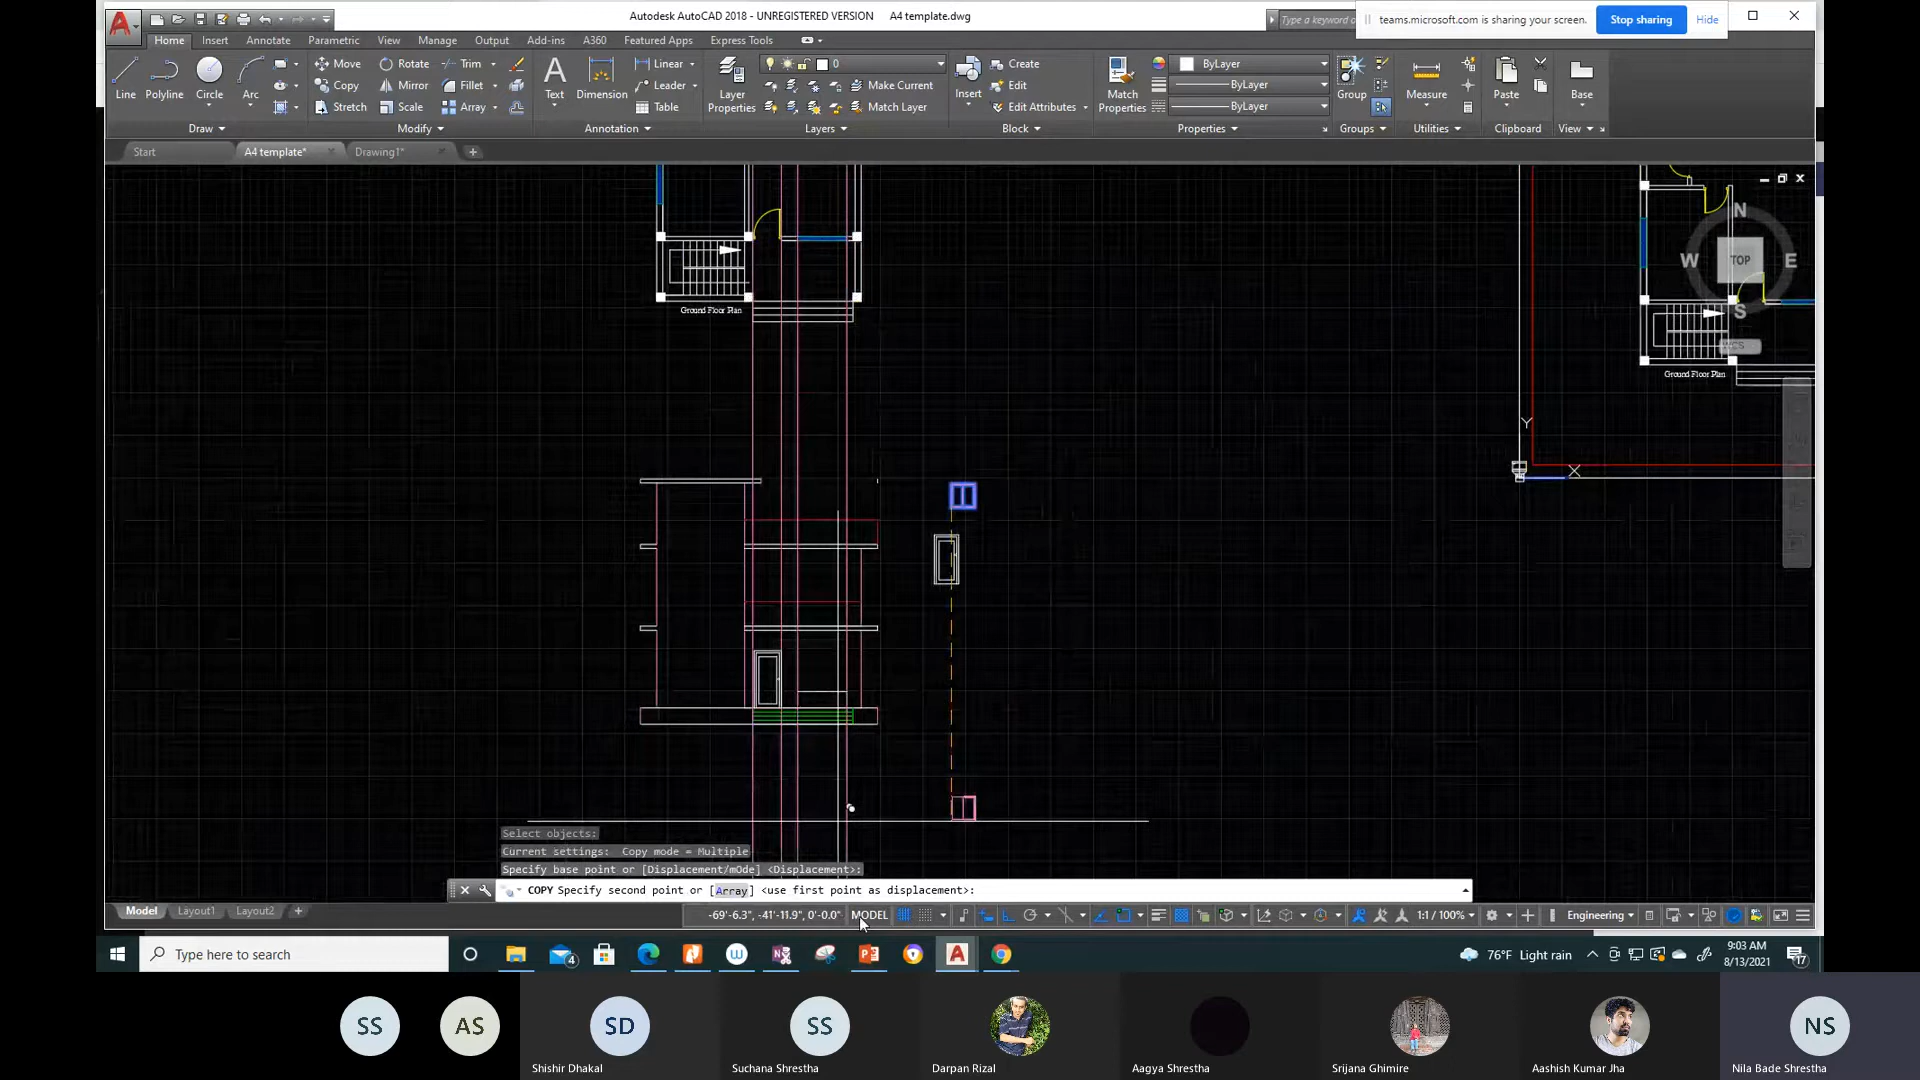 Autodesk AutoCAD 2018 - UNREGISTERED VERSION A4 template.dwg
Type a keyword o
teams.microsoft.com is sharing your screen.
Stop sharing
Hide
Home Insert Annotate Parametric View Manage Output Add-ins A360 Featured Apps Express Tools
Line Polyline Circle Arc
Move Rotate Trim
Copy Mirror Fillet
Stretch Scale Array
Text Dimension
Linear
Leader
Table
Layer Properties
0
Make Current
Match Layer
Insert
Create
Edit
Edit Attributes
Match Properties
ByLayer
ByLayer
ByLayer
Group
Measure
Paste
Base
Draw Modify Annotation Layers Block Properties Groups Utilities Clipboard View
Start A4 template* Drawing1*
Ground Floor Plan
N
W TOP E
S
WCS
Ground Floor Plan
Y
X
Select objects:
Current settings: Copy mode = Multiple
Specify base point or [Displacement/mOde] <Displacement>:
COPY Specify second point or [Array] <use first point as displacement>:
Model Layout1 Layout2
-69'-6.3", -41'-11.9", 0'-0.0" MODEL
1:1 / 100%
Engineering
Type here to search
4
76°F Light rain
9:03 AM
8/13/2021
17
SS AS SD SS NS
Shishir Dhakal Suchana Shrestha Darpan Rizal Aagya Shrestha Srijana Ghimire Aashish Kumar Jha Nila Bade Shrestha